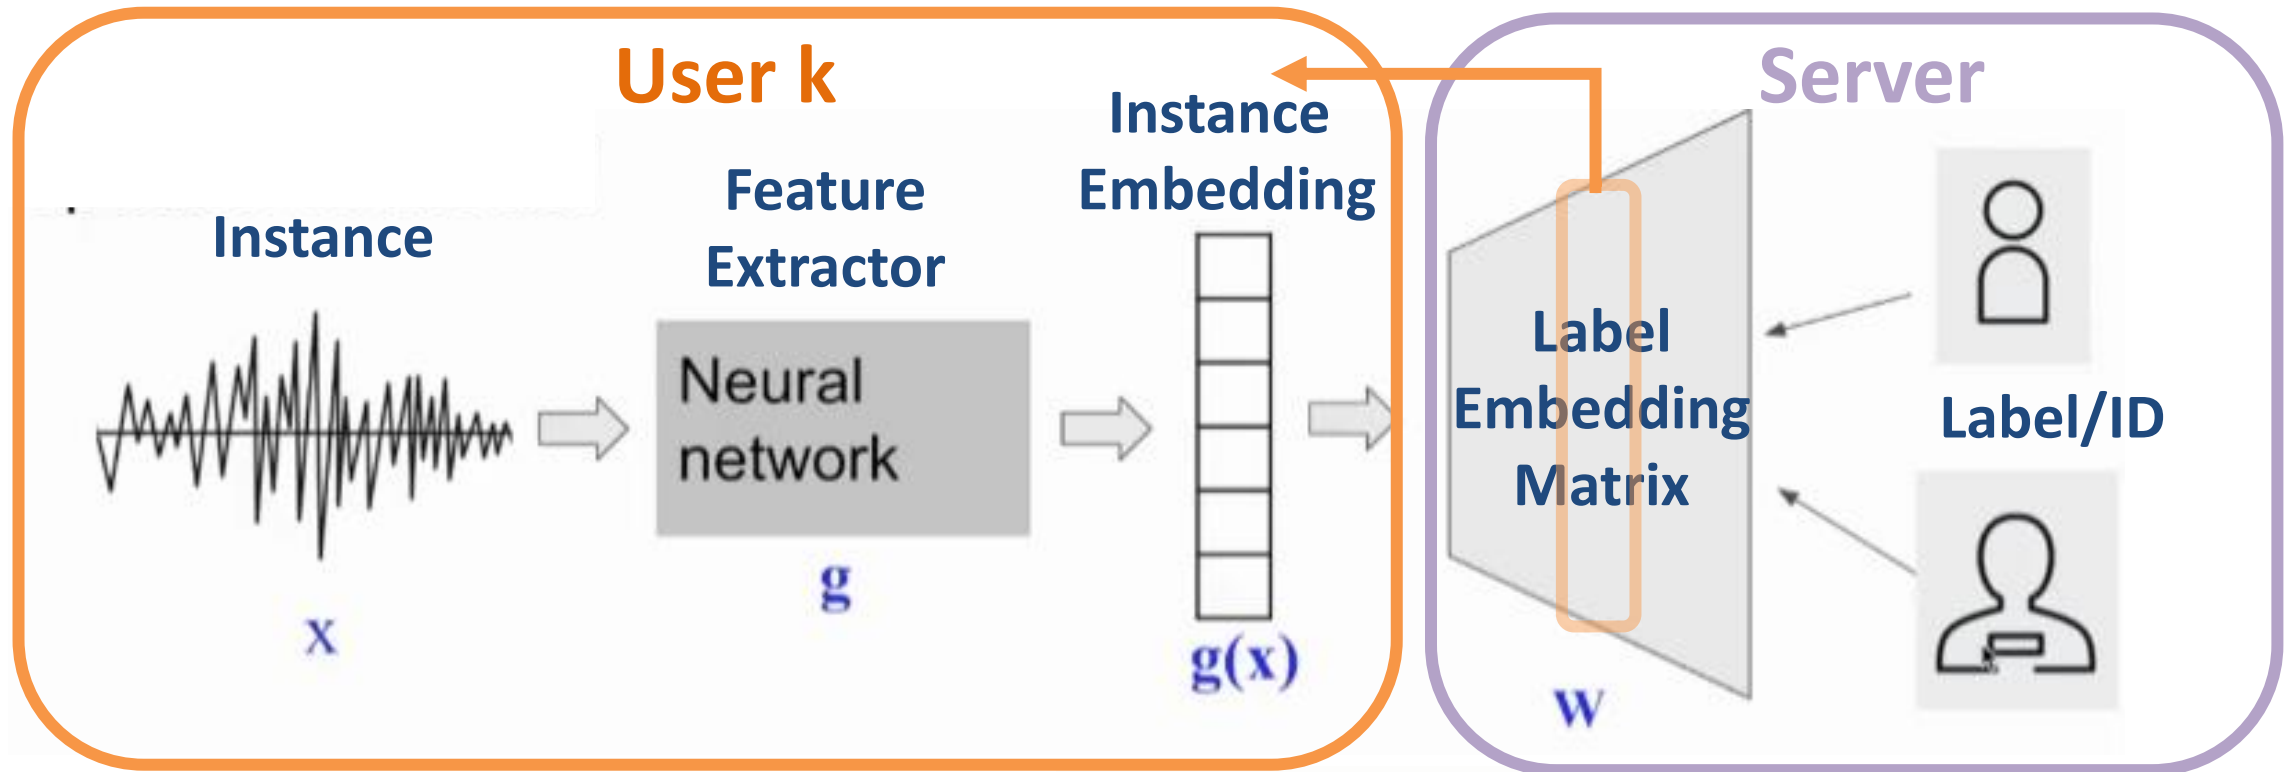 User k
Server
Instance
Feature
Extractor
Instance
Embedding
Neural
network
x
g
g(x)
Label
Embedding
Matrix
W
Label/ID